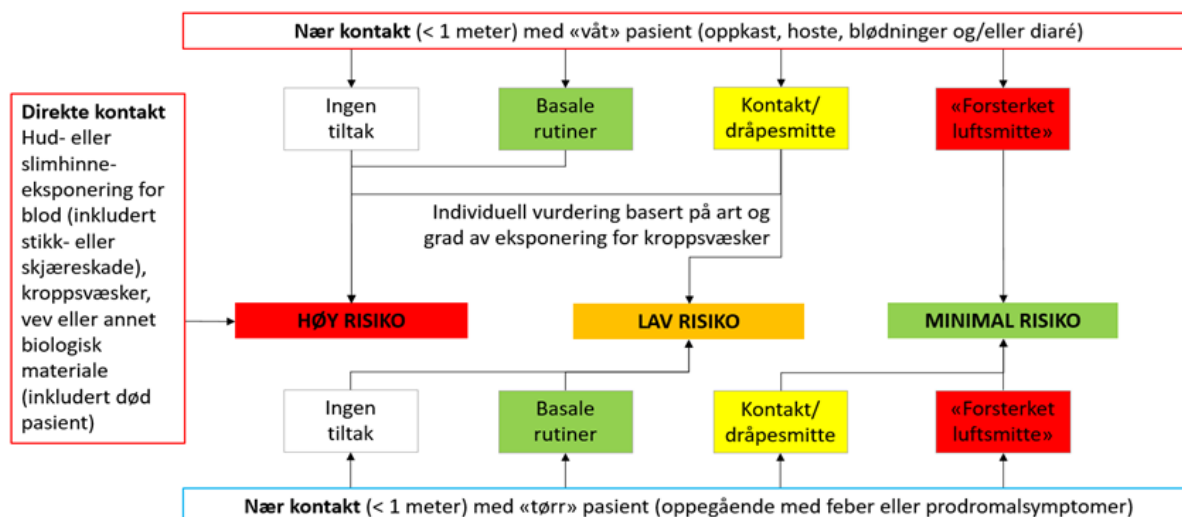 Nær kontakt (< 1 meter) med «våt» pasient (oppkast, hoste, blødninger og/eller diaré)
Direkte kontakt
Hud- eller
slimhinne-
eksponering for
blod (inkludert
stikk- eller
skjæreskade),
kroppsvæsker,
vev eller annet
biologisk
materiale
(inkludert død
pasient)
Ingen
tiltak
Basale
rutiner
Kontakt/
dråpesmitte
«Forsterket
luftsmitte»
Individuell vurdering basert på art og
grad av eksponering for kroppsvæsker
HØY RISIKO
LAV RISIKO
MINIMAL RISIKO
Ingen
tiltak
Basale
rutiner
Kontakt/
dråpesmitte
«Forsterket
luftsmitte»
Nær kontakt (< 1 meter) med «tørr» pasient (oppegående med feber eller prodromalsymptomer)